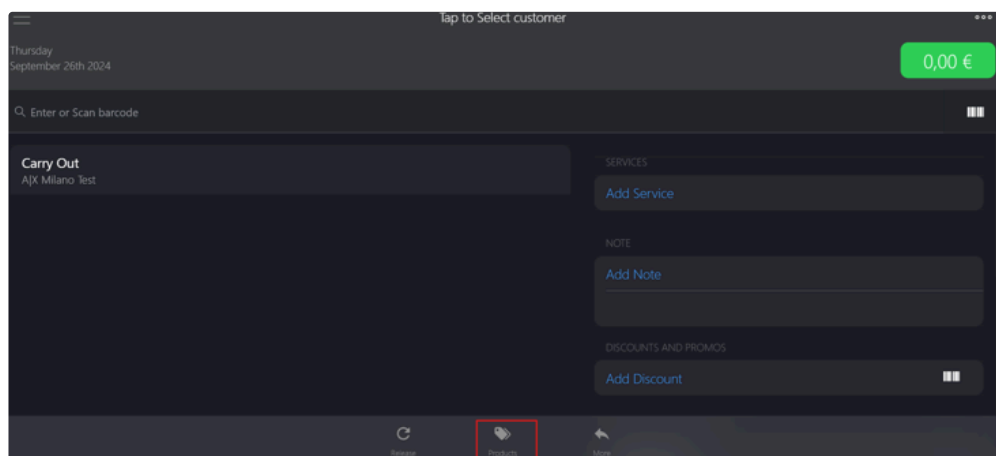 Tap to Select customer
Thursday
September 26th 2024
0,00 €
Enter or Scan barcode
Carry Out
A|X Milano Test
SERVICES
Add Service
NOTE
Add Note
DISCOUNTS AND PROMOS
Add Discount
Release
Products
More